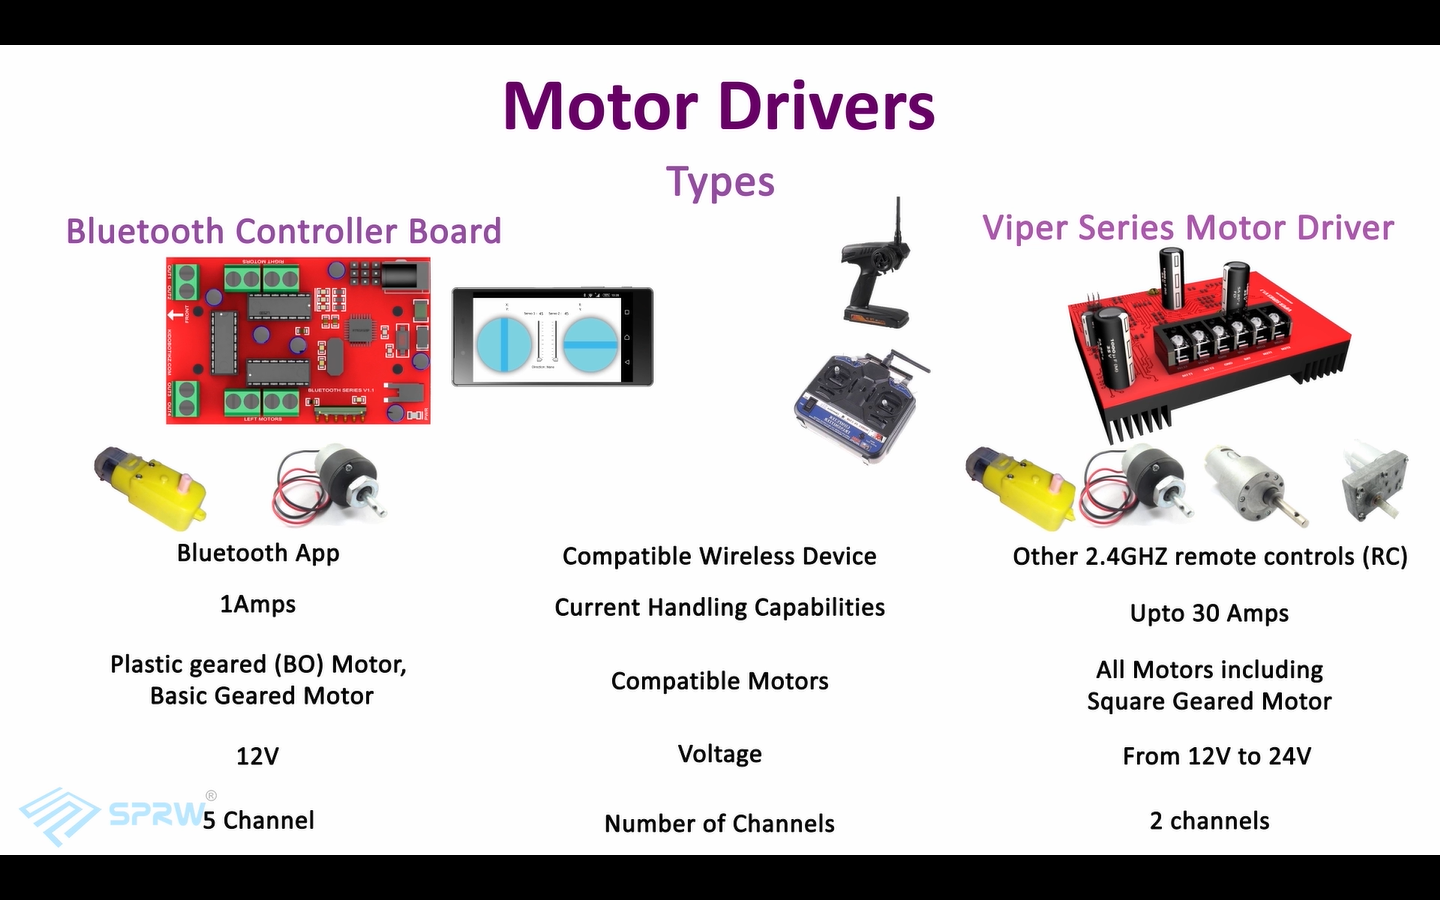 Motor Drivers
Types
Bluetooth Controller Board
Viper Series Motor Driver
OUT1 OUT2
RIGHT MOTORS
FRONT
BLUETOOTH SERIES V1.1
LEFT MOTORS
Bluetooth App
Compatible Wireless Device
Other 2.4GHZ remote controls (RC)
1Amps
Current Handling Capabilities
Upto 30 Amps
Plastic geared (BO) Motor,
Basic Geared Motor
Compatible Motors
All Motors including
Square Geared Motor
12V
Voltage
From 12V to 24V
SPRW®
5 Channel
Number of Channels
2 channels